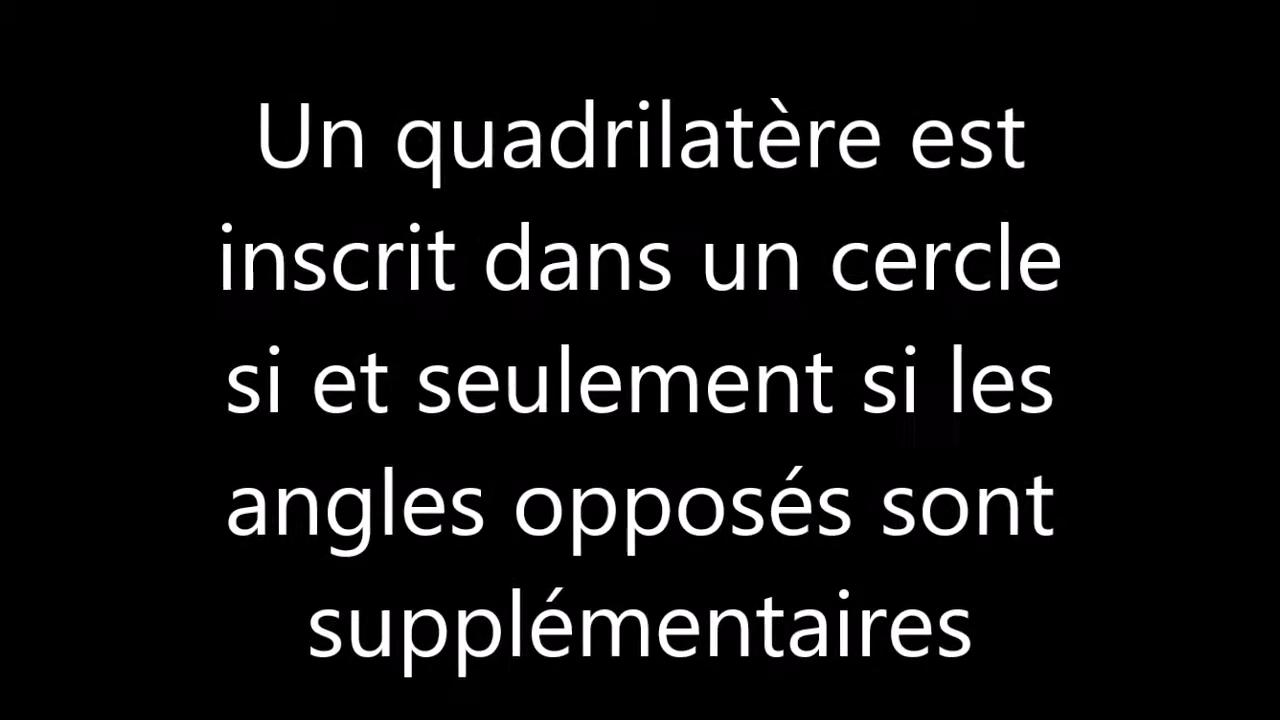 Un quadrilatère est
inscrit dans un cercle
si et seulement si les
angles opposés sont
supplémentaires